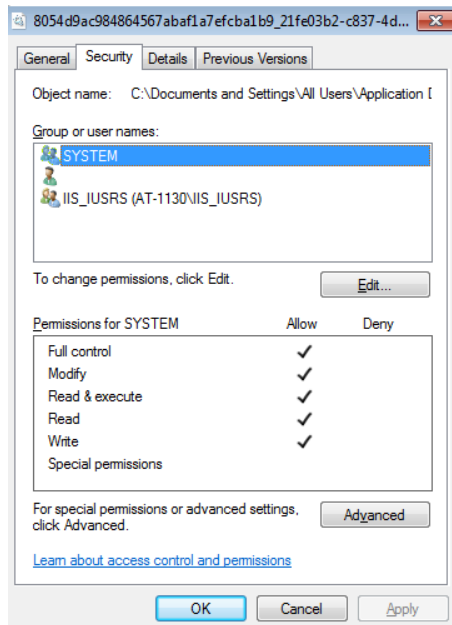 8054d9ac984864567abaf1a7efcba1b9_21fe03b2-c837-4d...
General Security Details Previous Versions
Object name: C:\Documents and Settings\All Users\Application D
Group or user names:
SYSTEM
IIS_IUSRS (AT-1130\IIS_IUSRS)
To change permissions, click Edit.
Edit...
Permissions for SYSTEM Allow Deny
Full control
Modify
Read & execute
Read
Write
Special permissions
For special permissions or advanced settings,
click Advanced.
Advanced
Learn about access control and permissions
OK Cancel Apply